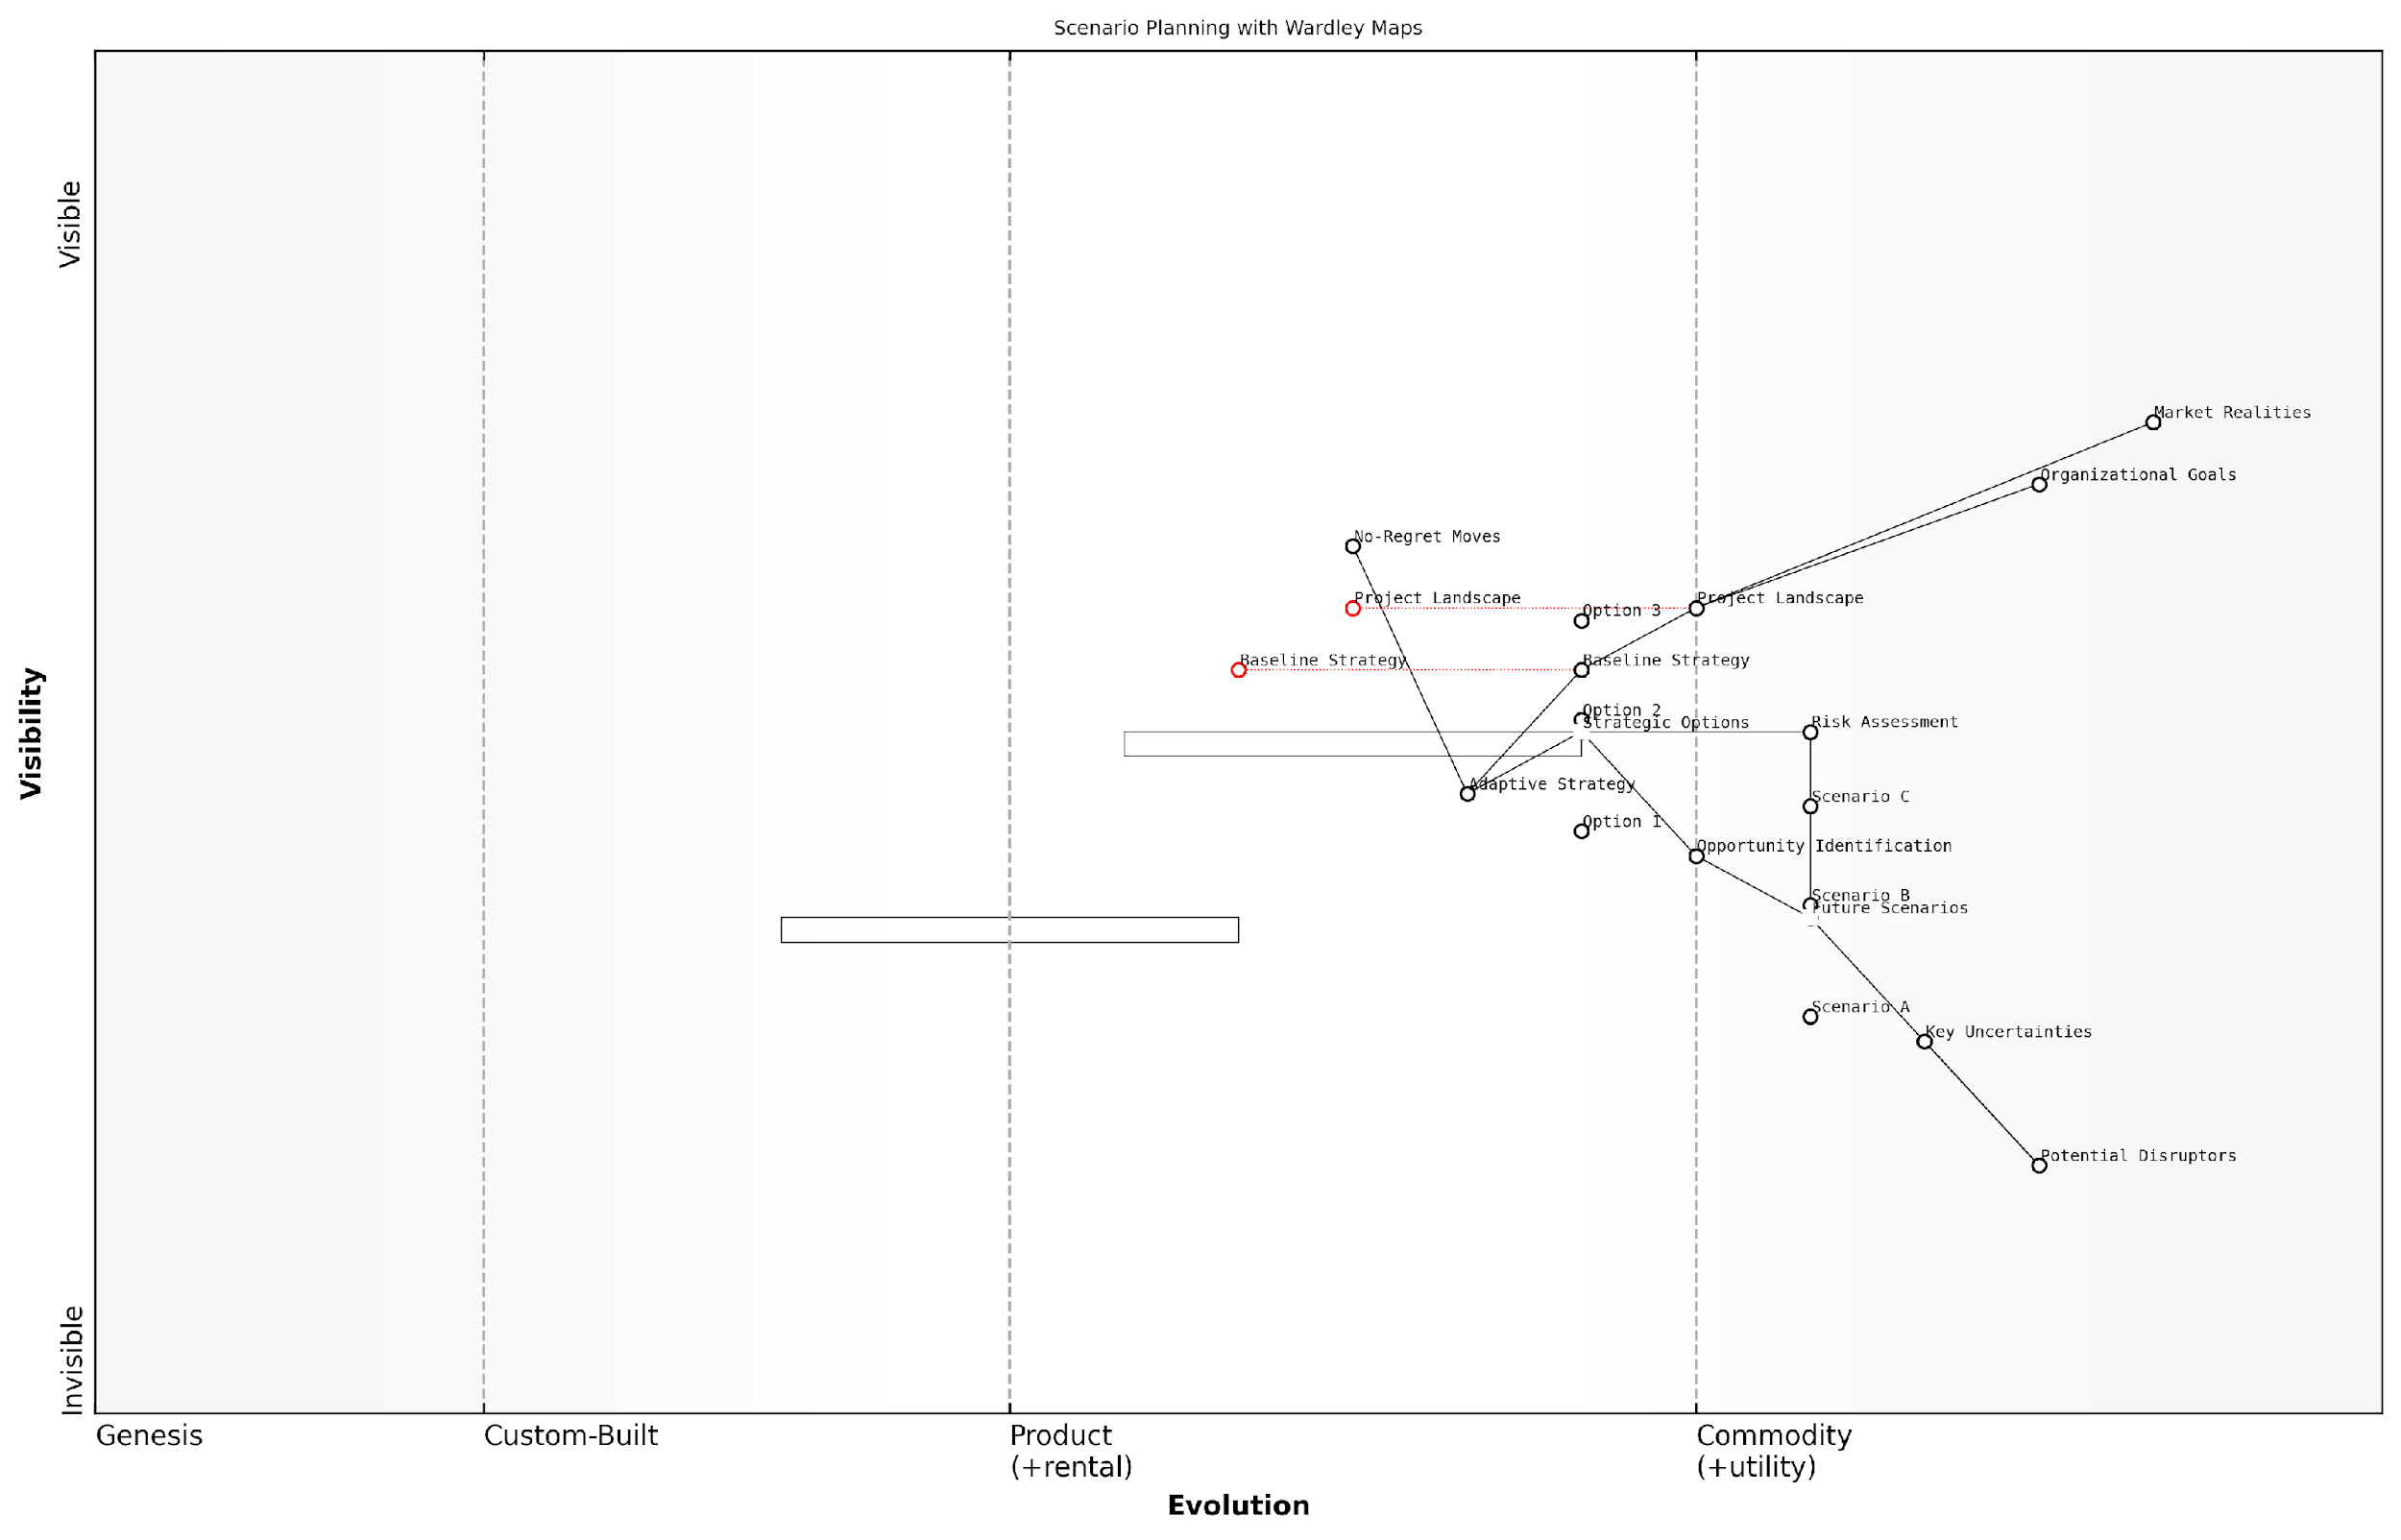 Scenario Planning with Wardley Maps
Visible
Market Realities
Organizational Goals
No-Regret Moves
Project Landscape
Project Landscape
Option 3
Baseline Strategy
Baseline Strategy
Option 2
Strategic Options
Risk Assessment
Adaptive Strategy
Scenario C
Option 1
Opportunity Identification
Scenario B
Future Scenarios
Scenario A
Key Uncertainties
Potential Disruptors
Visibility
Invisible
Genesis
Custom-Built
Product
(+rental)
Commodity
(+utility)
Evolution